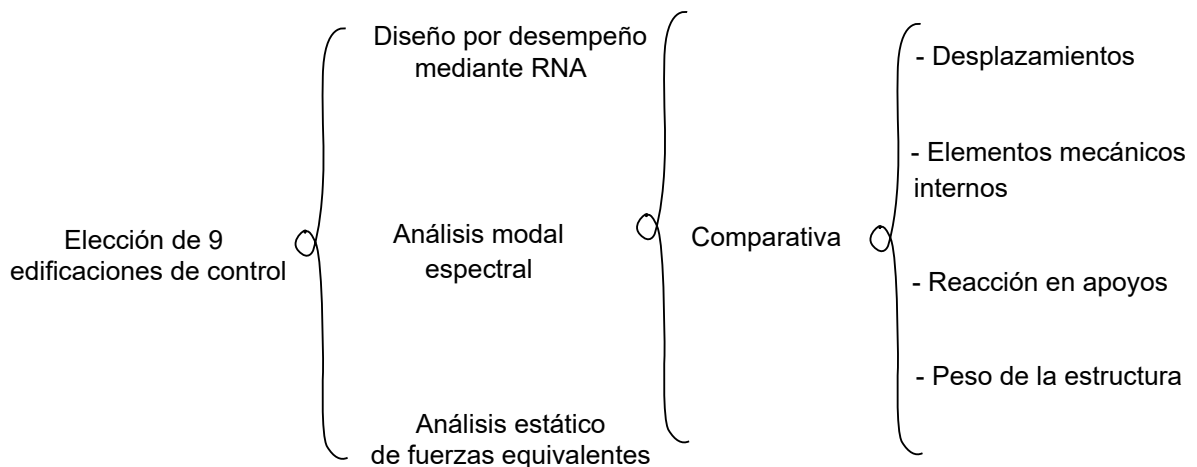 Elección de 9
edificaciones de control
Diseño por desempeño
mediante RNA
Análisis modal
espectral
Análisis estático
de fuerzas equivalentes
Comparativa
- Desplazamientos
- Elementos mecánicos
internos
- Reacción en apoyos
- Peso de la estructura